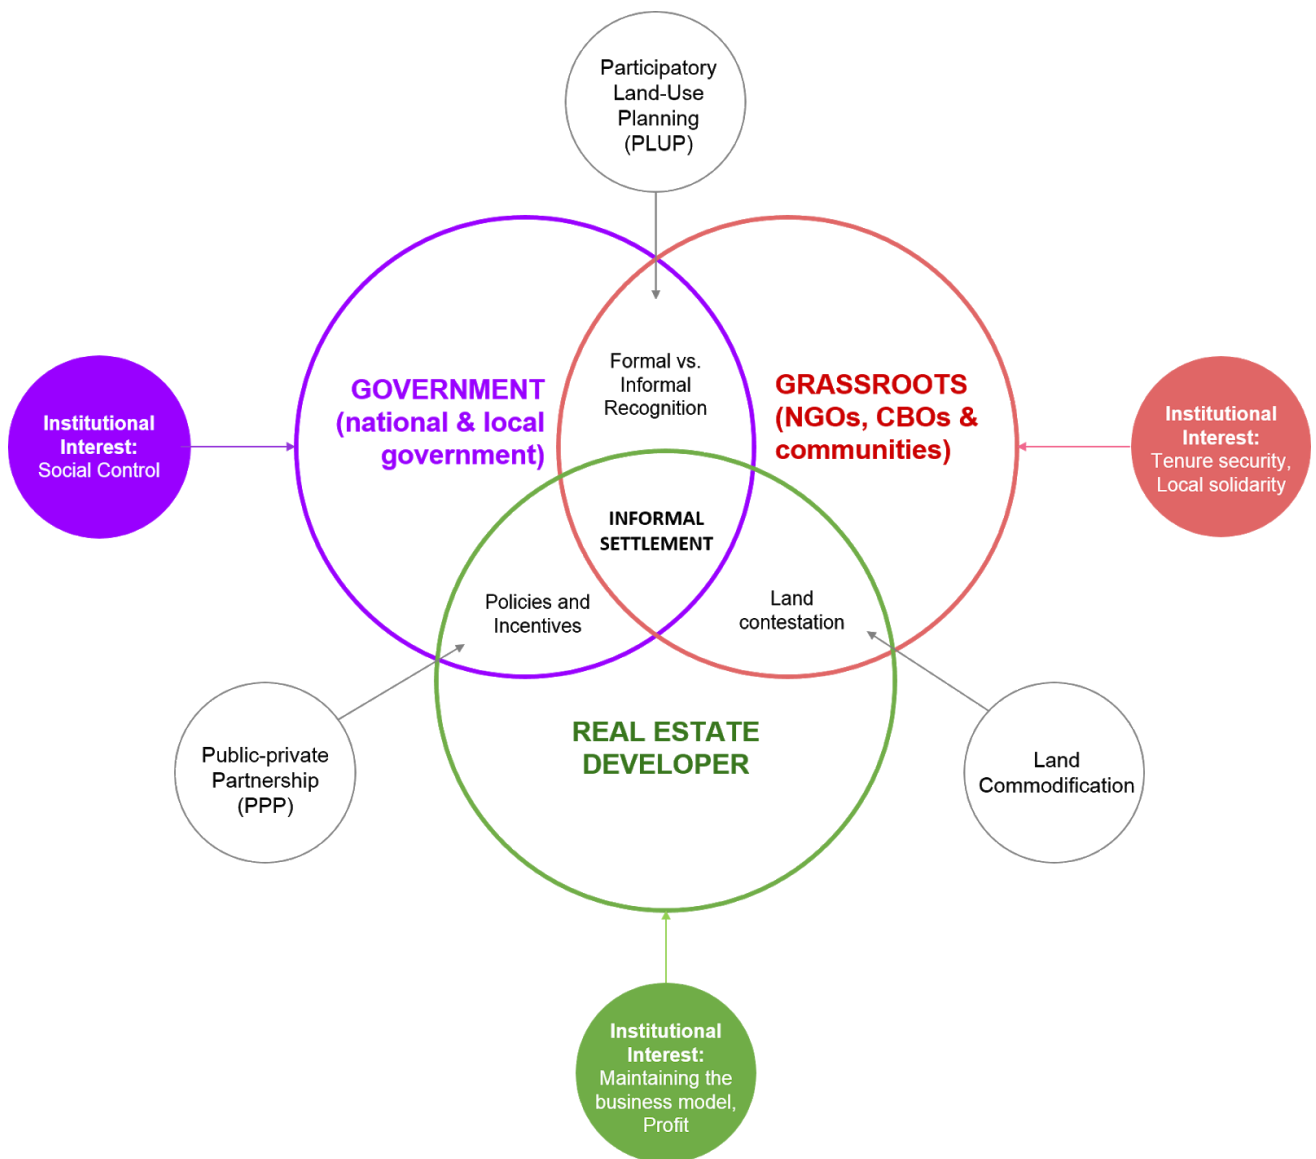 Participatory
Land-Use
Planning
(PLUP)
Formal vs.
Informal
Recognition
GOVERNMENT
(national & local
government)
GRASSROOTS
(NGOs, CBOs &
communities)
Institutional
Interest:
Social Control
Institutional
Interest:
Tenure security,
Local solidarity
INFORMAL
SETTLEMENT
Policies and
Incentives
Land
contestation
REAL ESTATE
DEVELOPER
Public-private
Partnership
(PPP)
Land
Commodification
Institutional
Interest:
Maintaining the
business model,
Profit